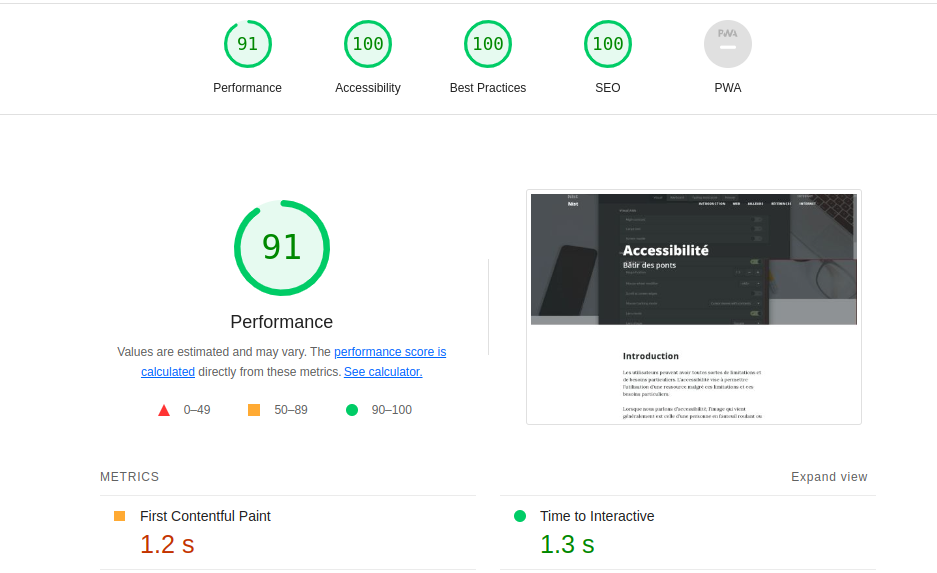 91
100
100
100
PWA
Performance
Accessibility
Best Practices
SEO
PWA
91
Performance
Values are estimated and may vary. The performance score is
calculated directly from these metrics. See calculator.
0–49
50–89
90–100
INTRODUCTION WEB
INTERNET
Accessibilité
Bâtir des ponts
Introduction
Les utilisateurs peuvent avoir toutes sortes de limitations et
de besoins particuliers. L'accessibilité vise à permettre
l'utilisation d'une ressource malgré ces limitations et ces
besoins particuliers.
Lorsque nous parlons d'accessibilité, l'image qui vient
généralement est celle d'une personne en fauteuil roulant ou
METRICS
Expand view
First Contentful Paint
1.2 s
Time to Interactive
1.3 s